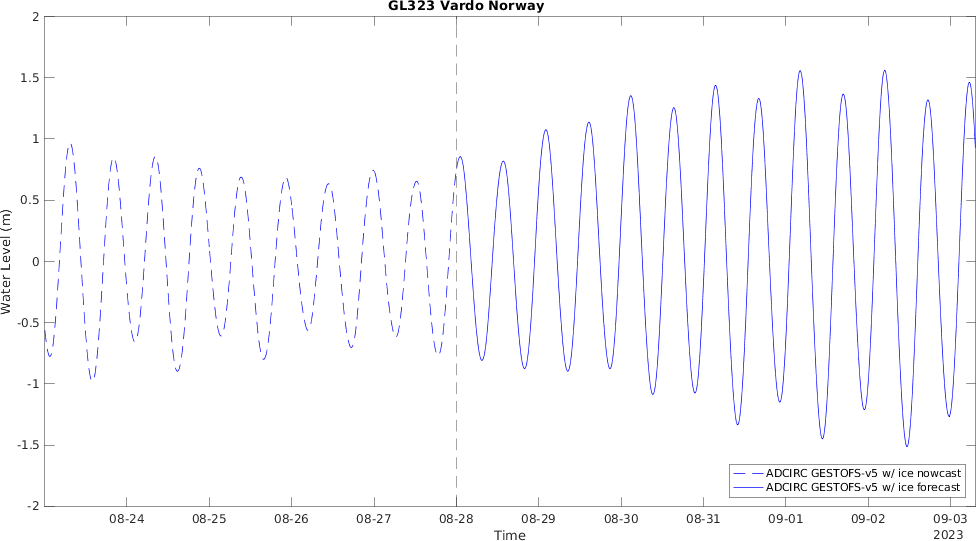 GL323 Vardo Norway
2
1.5
1
0.5
0
-0.5
-1
-1.5
-2
Water Level (m)
ADCIRC GESTOFS-v5 w/ ice nowcast
ADCIRC GESTOFS-v5 w/ ice forecast
08-24 08-25 08-26 08-27 08-28 08-29 08-30 08-31 09-01 09-02 09-03
Time
2023